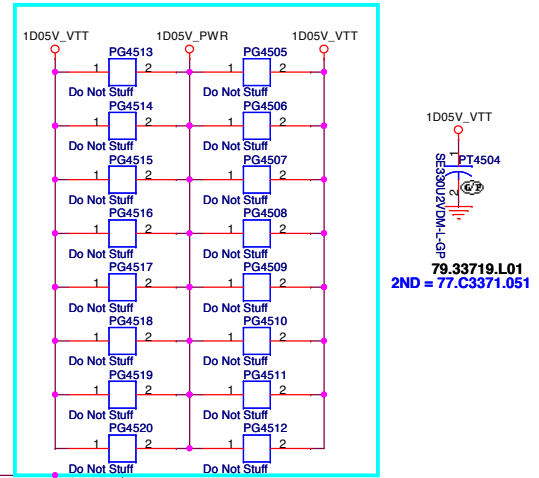 1D05V_VTT 1D05V_PWR 1D05V_VTT
PG4513 PG4505
1 2 1 2
Do Not Stuff Do Not Stuff
PG4514 PG4506
1 2 1 2
Do Not Stuff Do Not Stuff
PG4515 PG4507
1 2 1 2
Do Not Stuff Do Not Stuff
PG4516 PG4508
1 2 1 2
Do Not Stuff Do Not Stuff
PG4517 PG4509
1 2 1 2
Do Not Stuff Do Not Stuff
PG4518 PG4510
1 2 1 2
Do Not Stuff Do Not Stuff
PG4519 PG4511
1 2 1 2
Do Not Stuff Do Not Stuff
PG4520 PG4512
1 2 1 2
Do Not Stuff Do Not Stuff
1D05V_VTT
1
PT4504
SE330U2VDM-L-GP
2
79.33719.L01
2ND = 77.C3371.051